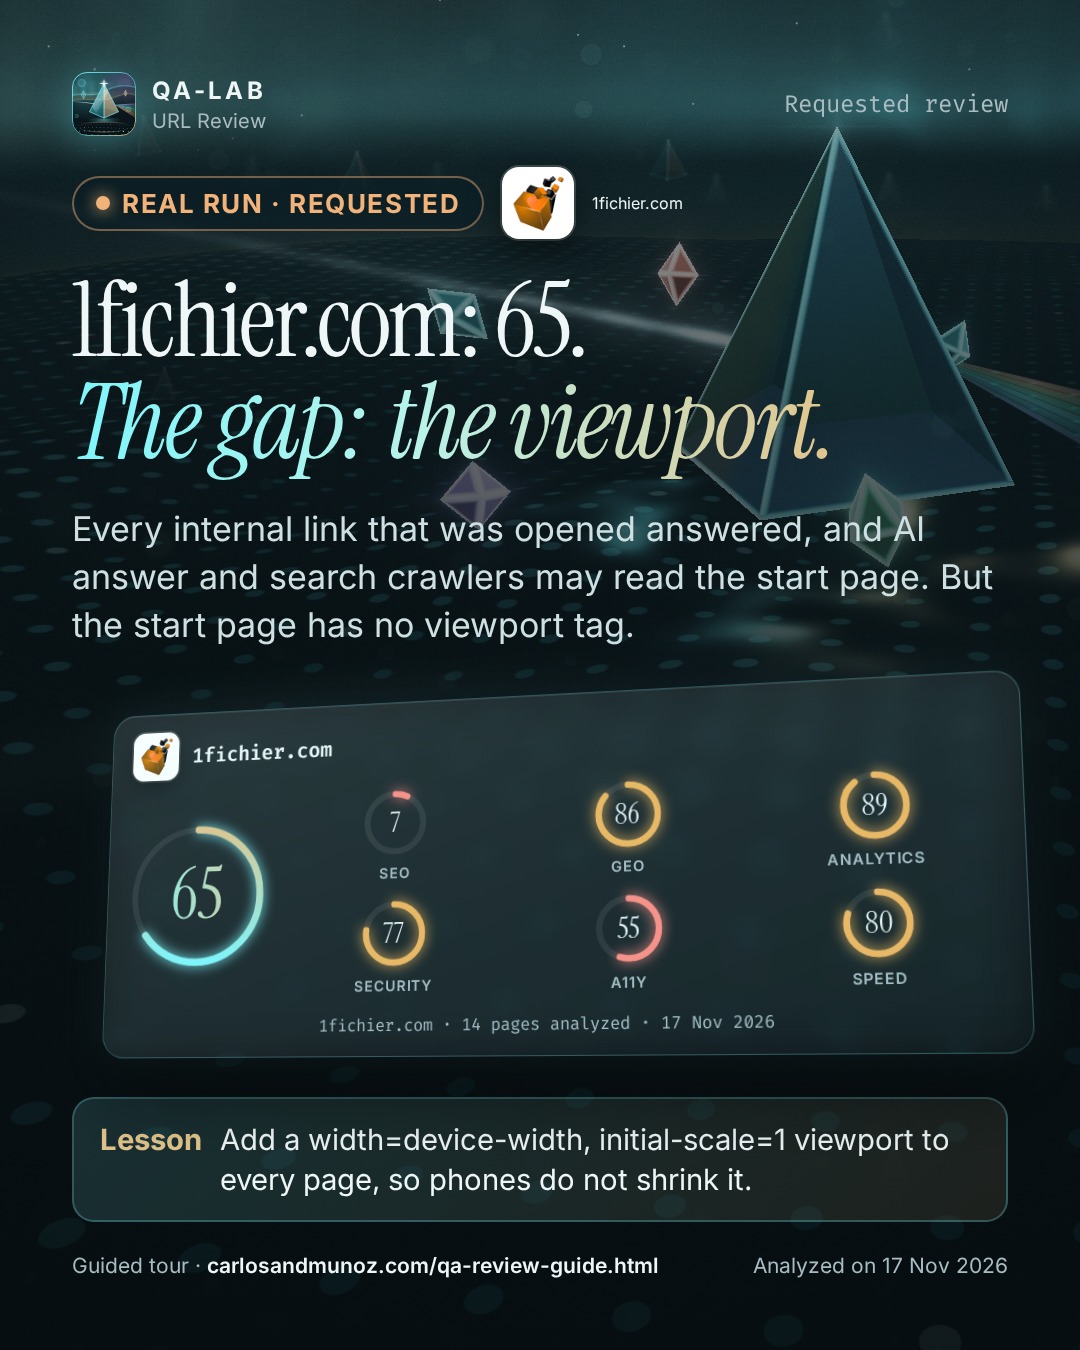 QA-LAB
URL Review
Requested review
REAL RUN · REQUESTED
1fichier.com
1fichier.com: 65.
The gap: the viewport.
Every internal link that was opened answered, and AI
answer and search crawlers may read the start page. But
the start page has no viewport tag.
1fichier.com
65
7
SEO
86
GEO
89
ANALYTICS
77
SECURITY
55
A11Y
80
SPEED
1fichier.com · 14 pages analyzed · 17 Nov 2026
Lesson Add a width=device-width, initial-scale=1 viewport to
every page, so phones do not shrink it.
Guided tour · carlosandmunoz.com/qa-review-guide.html
Analyzed on 17 Nov 2026